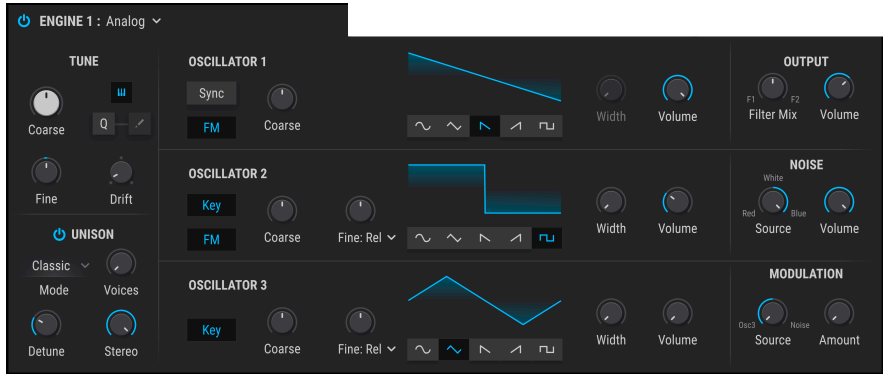 ENGINE 1 : Analog
TUNE
Coarse
Q
Fine
Drift
UNISON
Classic
Mode
Voices
Detune
Stereo
OSCILLATOR 1
Sync
FM
Coarse
Width
Volume
OSCILLATOR 2
Key
FM
Coarse
Fine: Rel
Width
Volume
OSCILLATOR 3
Key
Coarse
Fine: Rel
Width
Volume
OUTPUT
F1
F2
Filter Mix
Volume
NOISE
White
Red
Blue
Source
Volume
MODULATION
Osc3
Noise
Source
Amount